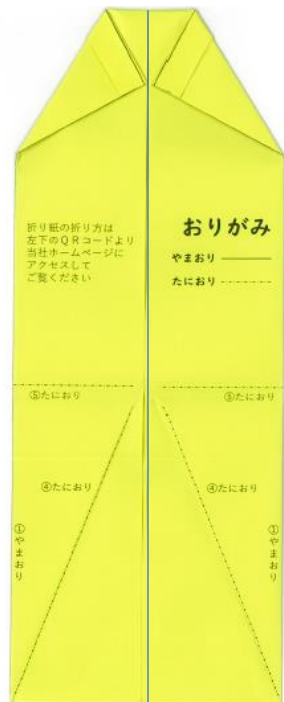 折り紙の折り方は
左下のQRコードより
当社ホームページに
アクセスして
ご覧ください
おりがみ
やまおり
たにおり
⑤たにおり
⑤たにおり
④たにおり
④たにおり
①やまおり
①やまおり